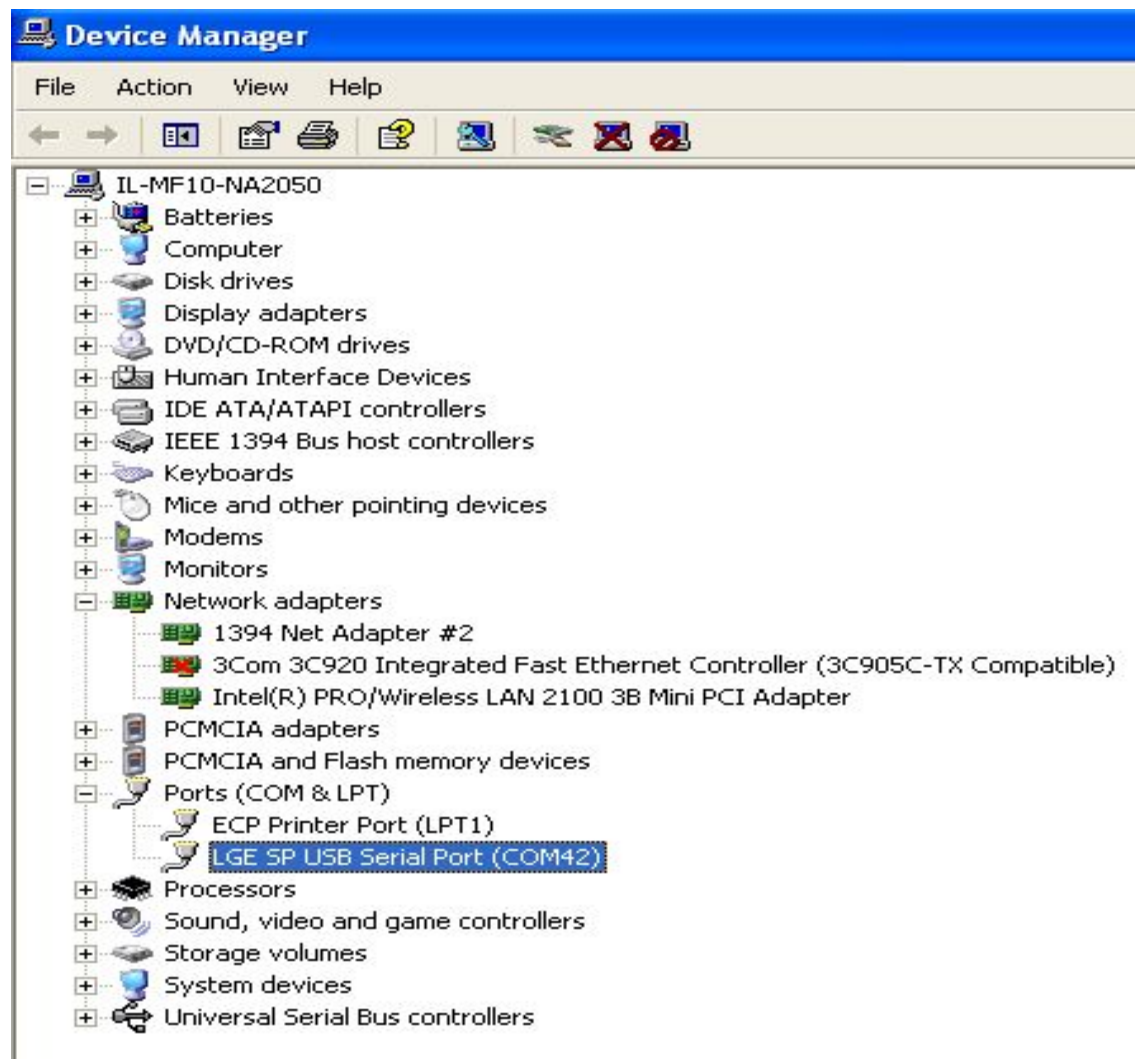 Device Manager
File Action View Help
IL-MF10-NA2050
Batteries
Computer
Disk drives
Display adapters
DVD/CD-ROM drives
Human Interface Devices
IDE ATA/ATAPI controllers
IEEE 1394 Bus host controllers
Keyboards
Mice and other pointing devices
Modems
Monitors
Network adapters
1394 Net Adapter #2
3Com 3C920 Integrated Fast Ethernet Controller (3C905C-TX Compatible)
Intel(R) PRO/Wireless LAN 2100 3B Mini PCI Adapter
PCMCIA adapters
PCMCIA and Flash memory devices
Ports (COM & LPT)
ECP Printer Port (LPT1)
LGE SP USB Serial Port (COM42)
Processors
Sound, video and game controllers
Storage volumes
System devices
Universal Serial Bus controllers